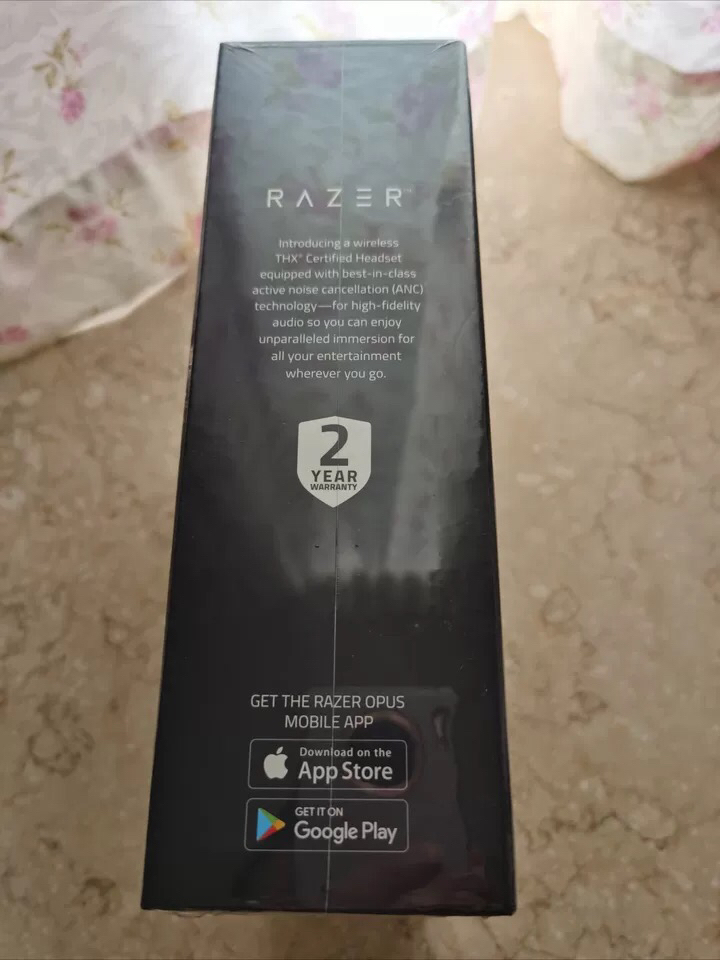 RAZER™
Introducing a wireless
THX® Certified Headset
equipped with best-in-class
active noise cancellation (ANC)
technology—for high-fidelity
audio so you can enjoy
unparalleled immersion for
all your entertainment
wherever you go.
2
YEAR
WARRANTY
GET THE RAZER OPUS
MOBILE APP
Download on the
App Store
GET IT ON
Google Play